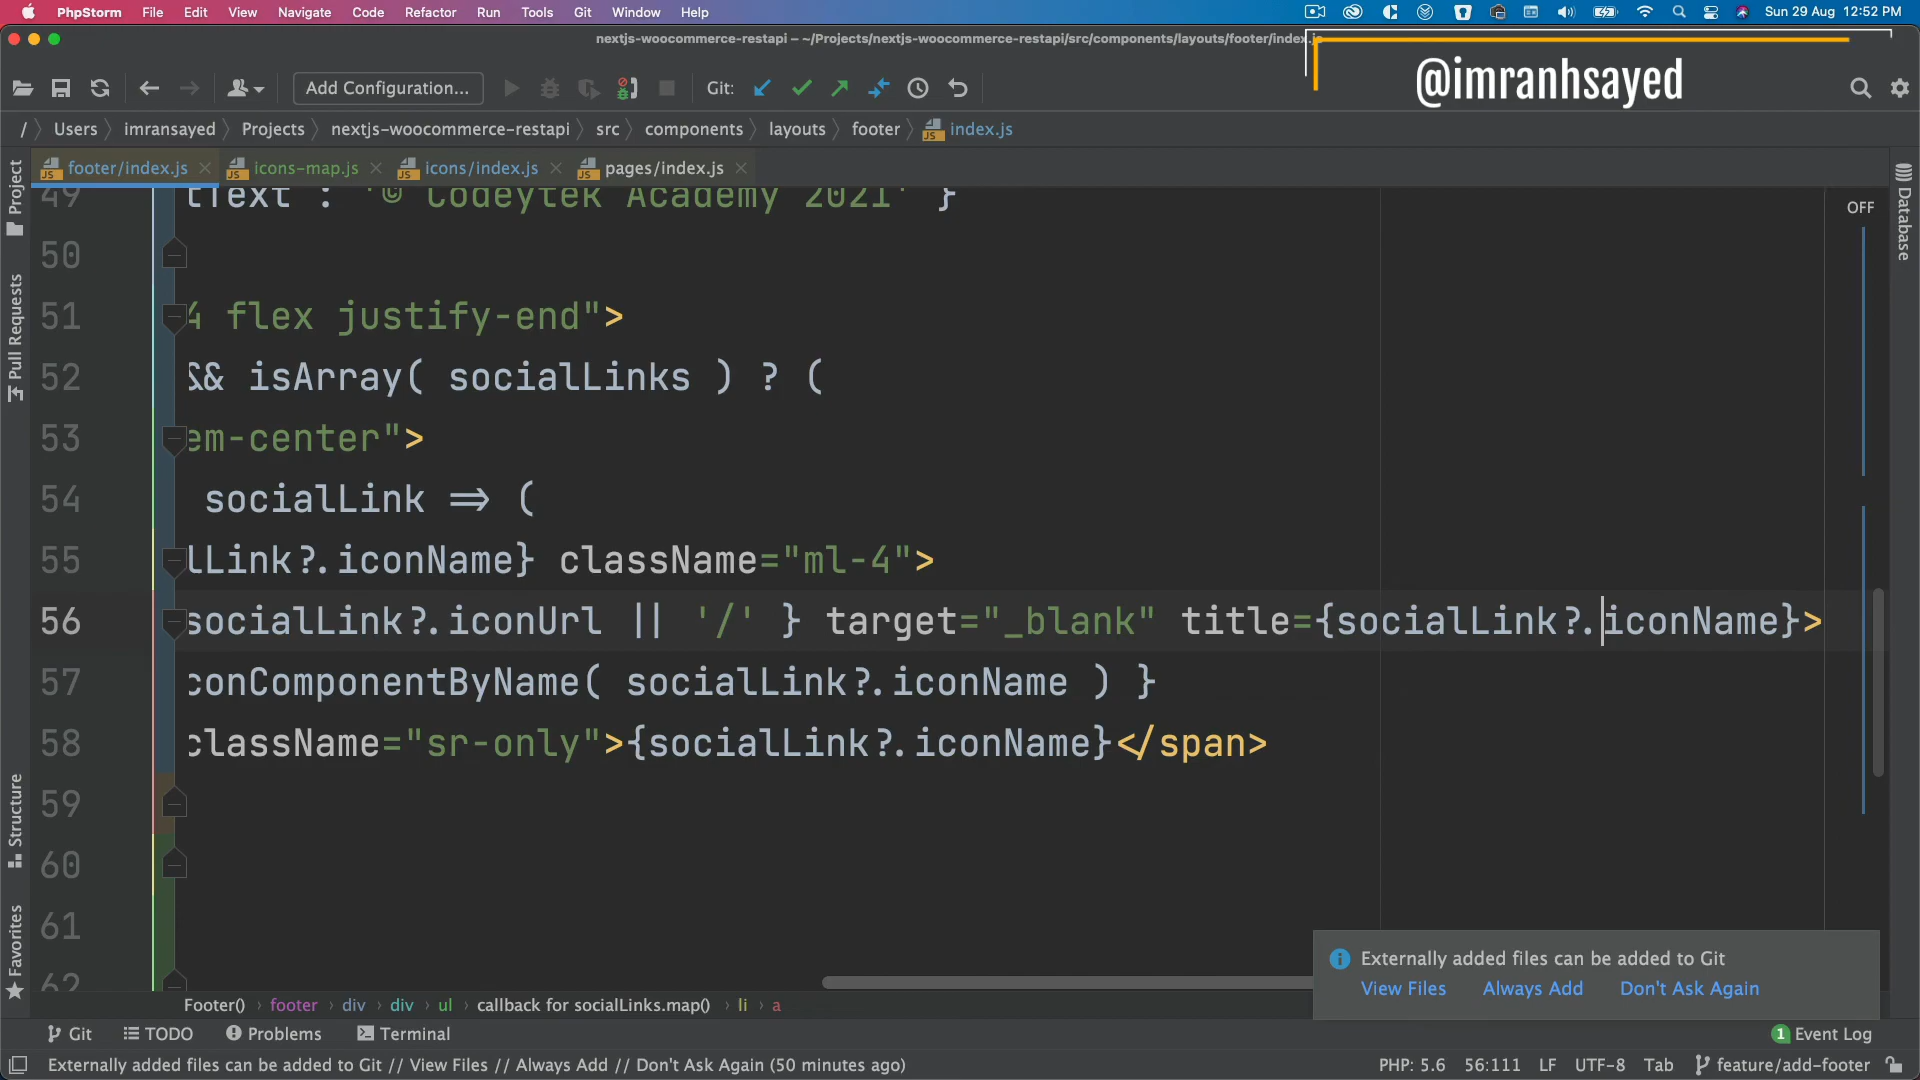 PhpStorm File Edit View Navigate Code Refactor Run Tools Git Window Help Sun 29 Aug 12:52 PM
nextjs-woocommerce-restapi – ~/Projects/nextjs-woocommerce-restapi/src/components/layouts/footer/index.js
Add Configuration... Git:
@imranhsayed
/ Users imransayed Projects nextjs-woocommerce-restapi src components layouts footer index.js
footer/index.js icons-map.js icons/index.js pages/index.js
Project
Pull Requests
Structure
Favorites
Database
OFF
49 tText : '© Codeytek Academy 2021' }
50
51 4 flex justify-end">
52 && isArray( socialLinks ) ? (
53 em-center">
54 socialLink => (
55 lLink?.iconName} className="ml-4">
56 socialLink?.iconUrl || '/' } target="_blank" title={socialLink?.iconName}>
57 conComponentByName( socialLink?.iconName ) }
58 className="sr-only">{socialLink?.iconName}</span>
59
60
61
62
Externally added files can be added to Git
View Files Always Add Don't Ask Again
Footer() footer div div ul callback for socialLinks.map() li a
Git TODO Problems Terminal 1 Event Log
Externally added files can be added to Git // View Files // Always Add // Don't Ask Again (50 minutes ago) PHP: 5.6 56:111 LF UTF-8 Tab feature/add-footer